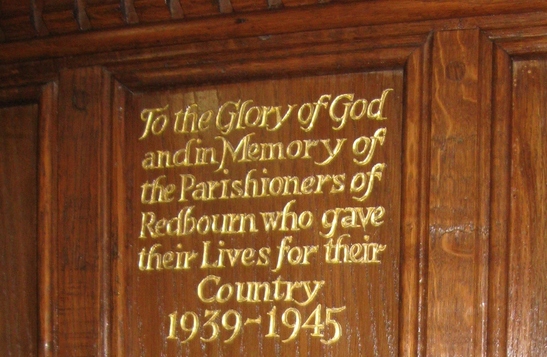 To the Glory of God
and in Memory of
the Parishioners of
Redbourn who gave
their Lives for their
Country
1939-1945